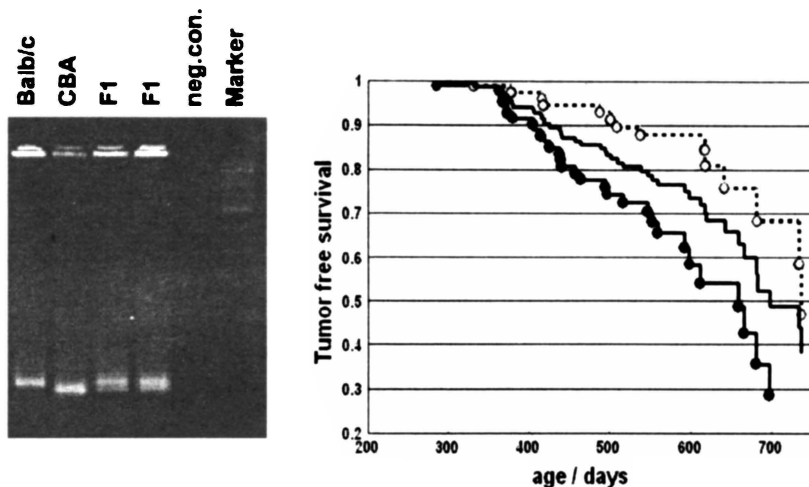 Balb/c
CBA
F1
F1
neg.con.
Marker
Tumor free survival
1
0.9
0.8
0.7
0.6
0.5
0.4
0.3
0.2
200 300 400 500 600 700
age / days